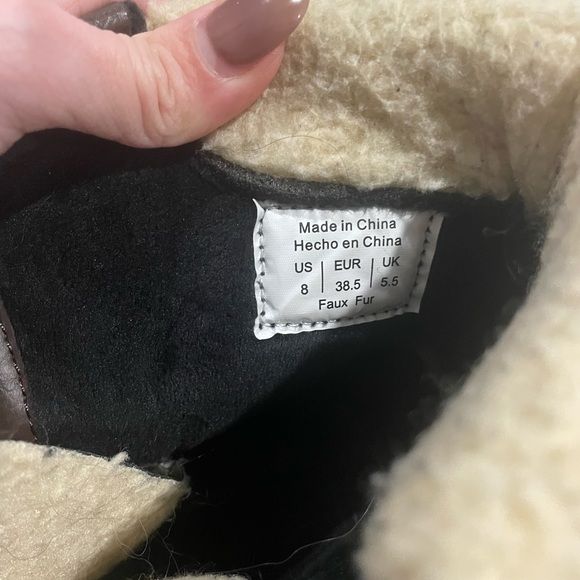 Made in China
Hecho en China
US | EUR | UK
8 | 38.5 | 5.5
Faux Fur